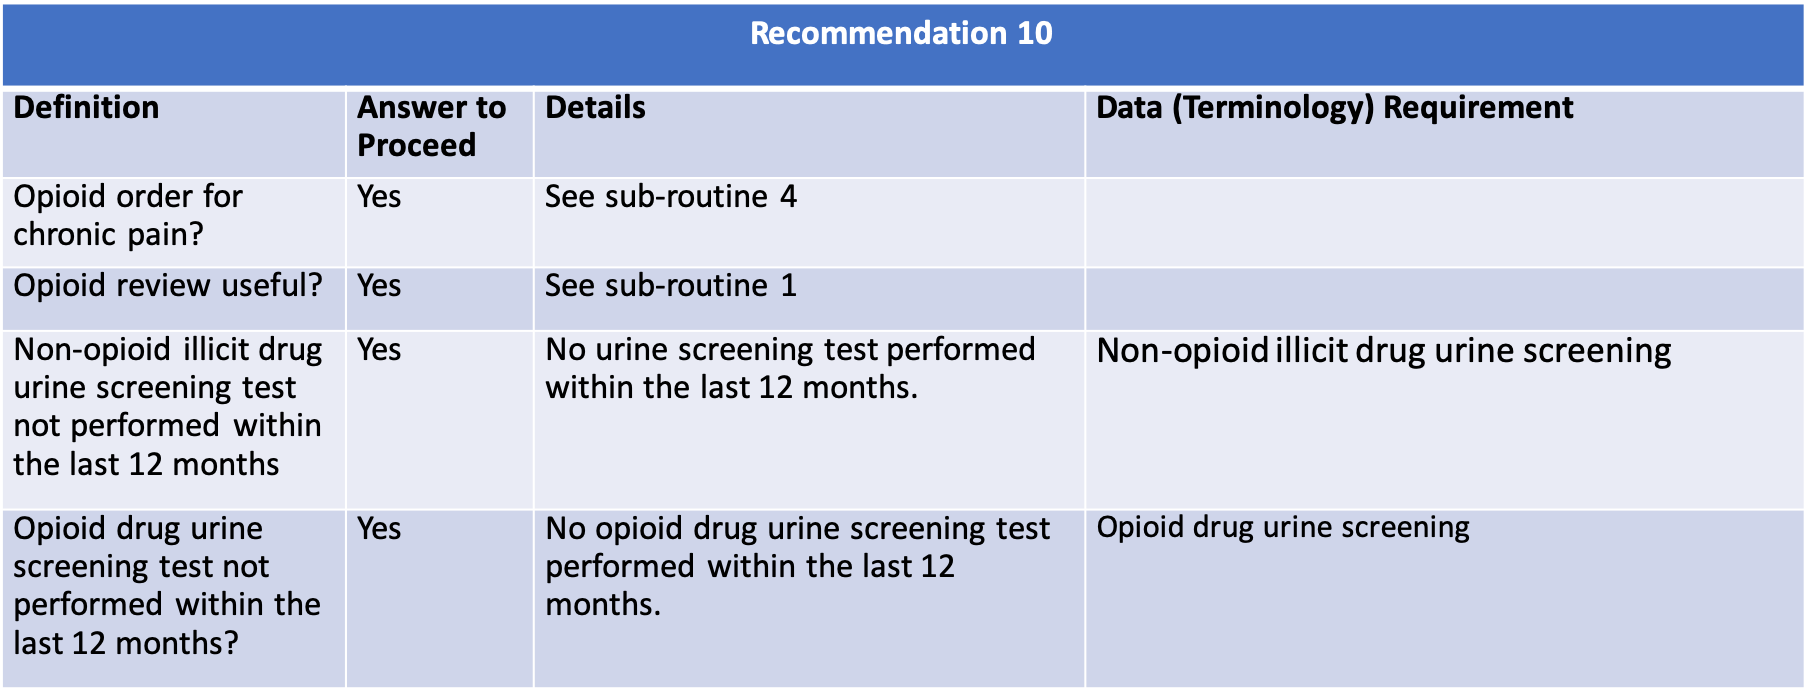 Recommendation 10
Definition
Answer to
Proceed
Details
Data (Terminology) Requirement
Opioid order for
chronic pain?
Yes
See sub-routine 4
Opioid review useful?
Yes
See sub-routine 1
Non-opioid illicit drug
urine screening test
not performed within
the last 12 months
Yes
No urine screening test performed
within the last 12 months.
Non-opioid illicit drug urine screening
Opioid drug urine
screening test not
performed within the
last 12 months?
Yes
No opioid drug urine screening test
performed within the last 12
months.
Opioid drug urine screening